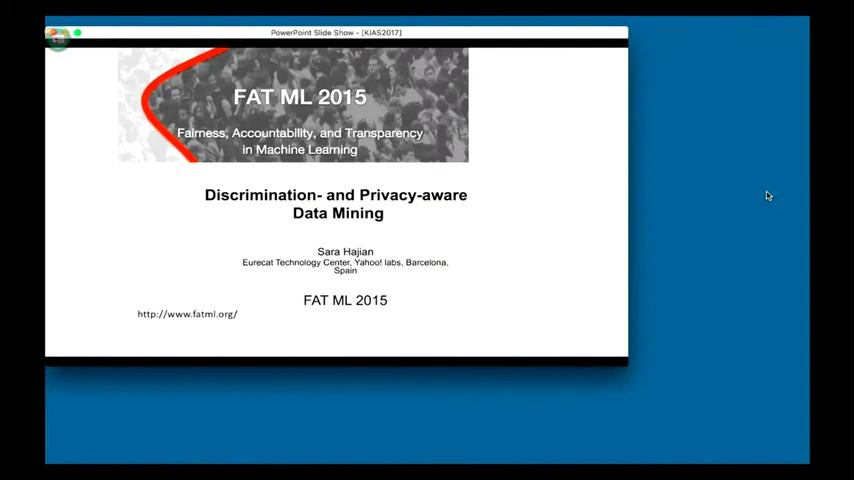 PowerPoint Slide Show - [KIAS2017]
FAT ML 2015
Fairness, Accountability, and Transparency
in Machine Learning
Discrimination- and Privacy-aware
Data Mining
Sara Hajian
Eurecat Technology Center, Yahoo! labs, Barcelona,
Spain
FAT ML 2015
http://www.fatml.org/